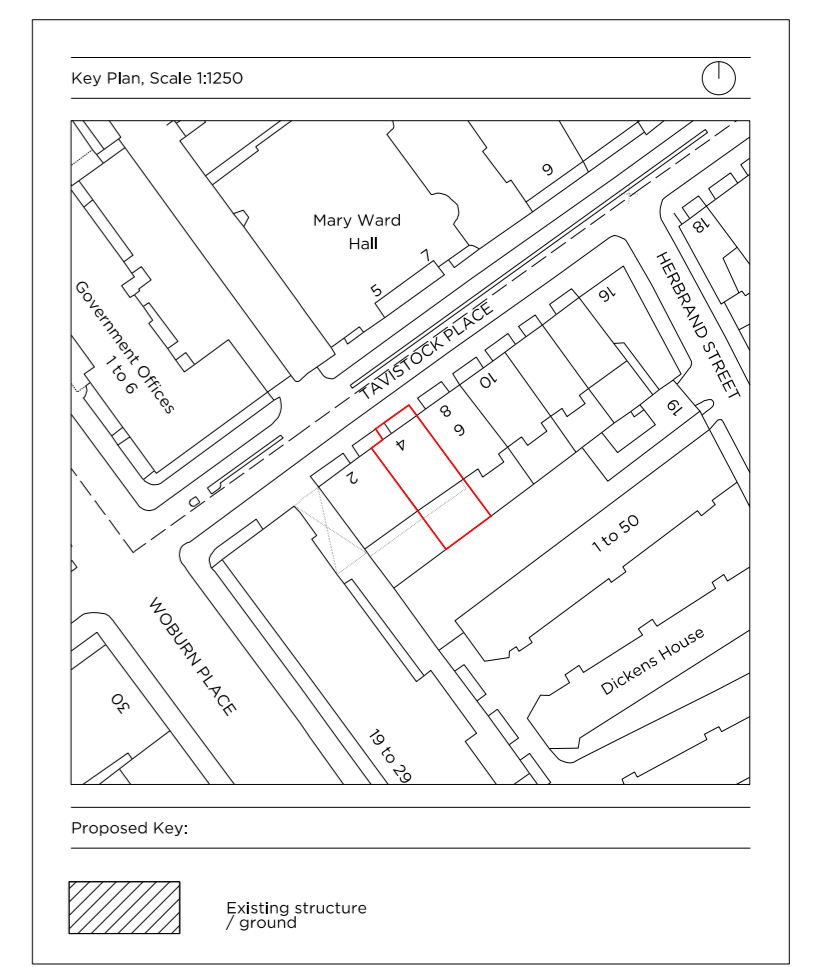 Key Plan, Scale 1:1250
Mary Ward
Hall
9
5
7
18
Government Offices
1 to 6
TAVISTOCK PLACE
HERBRAND STREET
16
10
8
6
4
2
19
1 to 50
Dickens House
WOBURN PLACE
30
19 to 29
Proposed Key:
Existing structure
/ ground